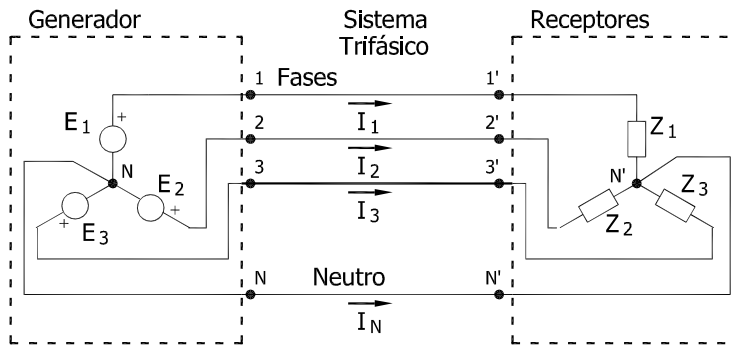 Generador
Sistema
Trifásico
Receptores
1 Fases 1'
E1 +
I1
Z1
2 2'
N E2 +
I2
N' Z3
3 3'
E3 +
I3
Z2
N Neutro N'
IN